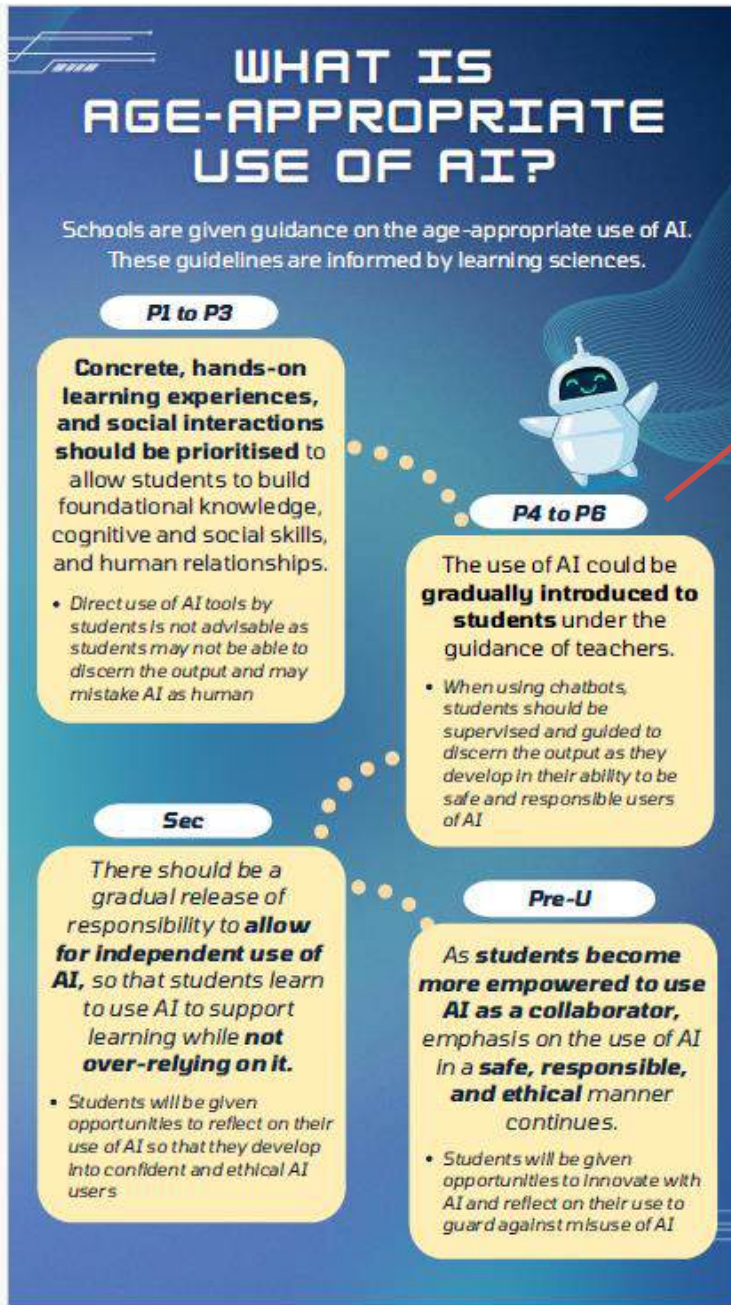 WHAT IS
AGE-APPROPRIATE
USE OF AI?
Schools are given guidance on the age-appropriate use of AI.
These guidelines are informed by learning sciences.
P1 to P3
Concrete, hands-on
learning experiences,
and social interactions
should be prioritised to
allow students to build
foundational knowledge,
cognitive and social skills,
and human relationships.
• Direct use of AI tools by
students is not advisable as
students may not be able to
discern the output and may
mistake AI as human
P4 to P6
The use of AI could be
gradually introduced to
students under the
guidance of teachers.
• When using chatbots,
students should be
supervised and guided to
discern the output as they
develop in their ability to be
safe and responsible users
of AI
Sec
There should be a
gradual release of
responsibility to allow
for independent use of
AI, so that students learn
to use AI to support
learning while not
over-relying on it.
• Students will be given
opportunities to reflect on their
use of AI so that they develop
into confident and ethical AI
users
Pre-U
As students become
more empowered to use
AI as a collaborator,
emphasis on the use of AI
in a safe, responsible,
and ethical manner
continues.
• Students will be given
opportunities to innovate with
AI and reflect on their use to
guard against misuse of AI